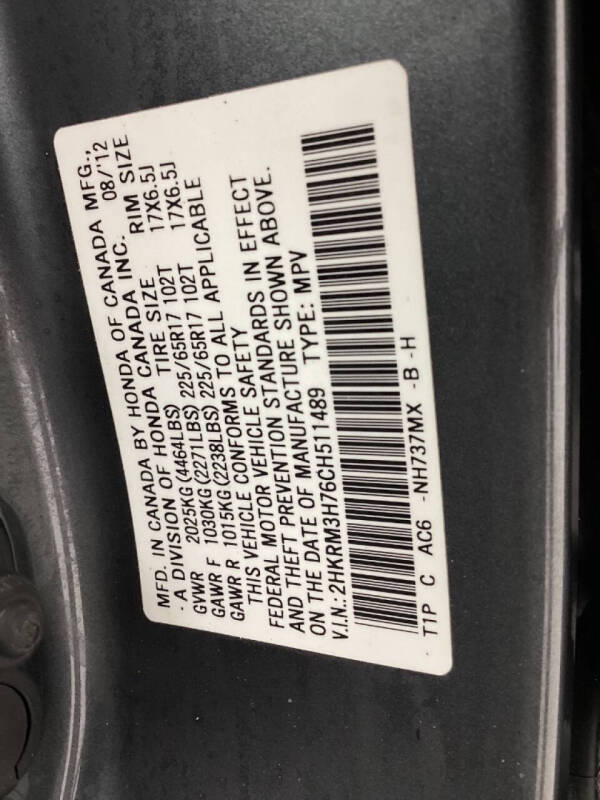 MFD. IN CANADA BY HONDA OF CANADA MFG.,
- A DIVISION OF HONDA CANADA INC. 08/'12
TIRE SIZE RIM SIZE
GVWR 2025KG(4464LBS)
GAWR F 1030KG(2271LBS) 225/65R17 102T 17X6.5J
GAWR R 1015KG(2238LBS) 225/65R17 102T 17X6.5J
THIS VEHICLE CONFORMS TO ALL APPLICABLE
FEDERAL MOTOR VEHICLE SAFETY
AND THEFT PREVENTION STANDARDS IN EFFECT
ON THE DATE OF MANUFACTURE SHOWN ABOVE.
V.I.N.: 2HKRM3H76CH511489 TYPE: MPV
T1P C AC6 -NH737MX -B -H